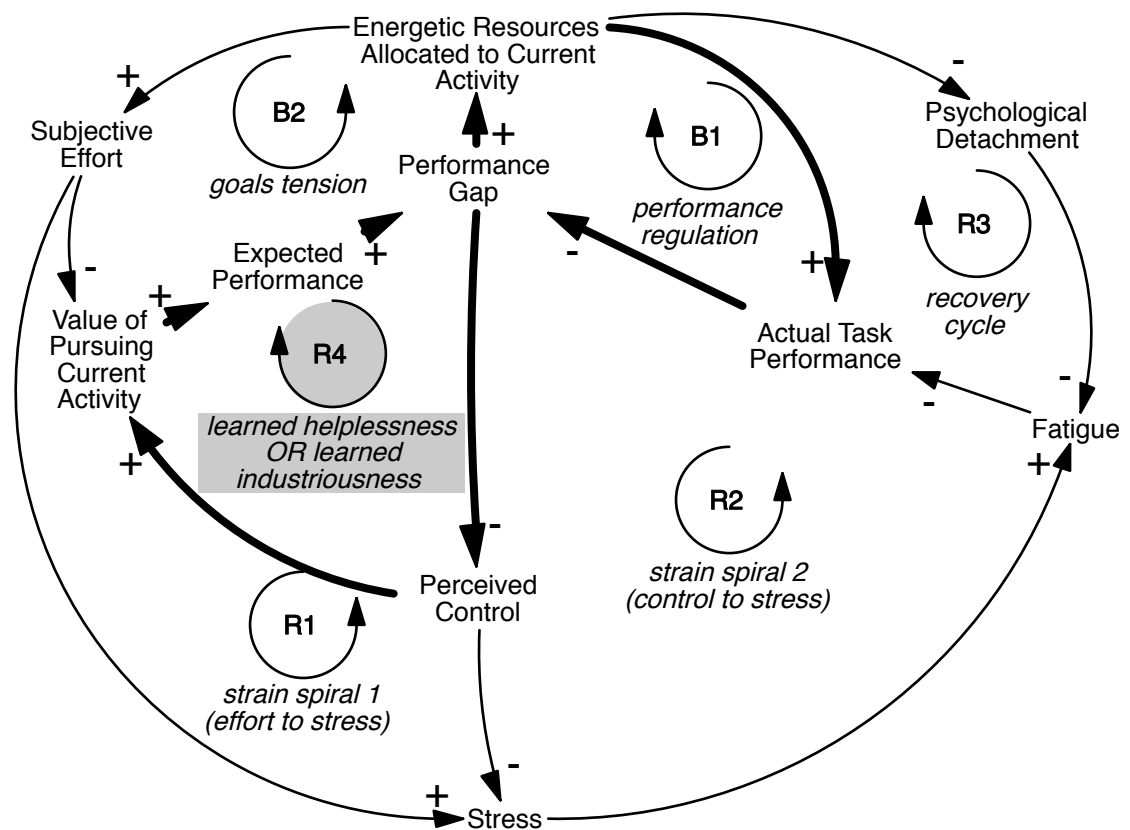 Energetic Resources
Allocated to Current
Activity
+
-
B2
B1
Psychological
Detachment
Subjective
Effort
+
Performance
Gap
goals tension
performance
regulation
R3
recovery
cycle
Expected
Performance
+
-
+
-
+
Value of
Pursuing
Current
Activity
R4
Actual Task
Performance
-
-
Fatigue
+
learned helplessness
OR learned
industriousness
+
R2
-
strain spiral 2
(control to stress)
Perceived
Control
R1
strain spiral 1
(effort to stress)
-
+
Stress